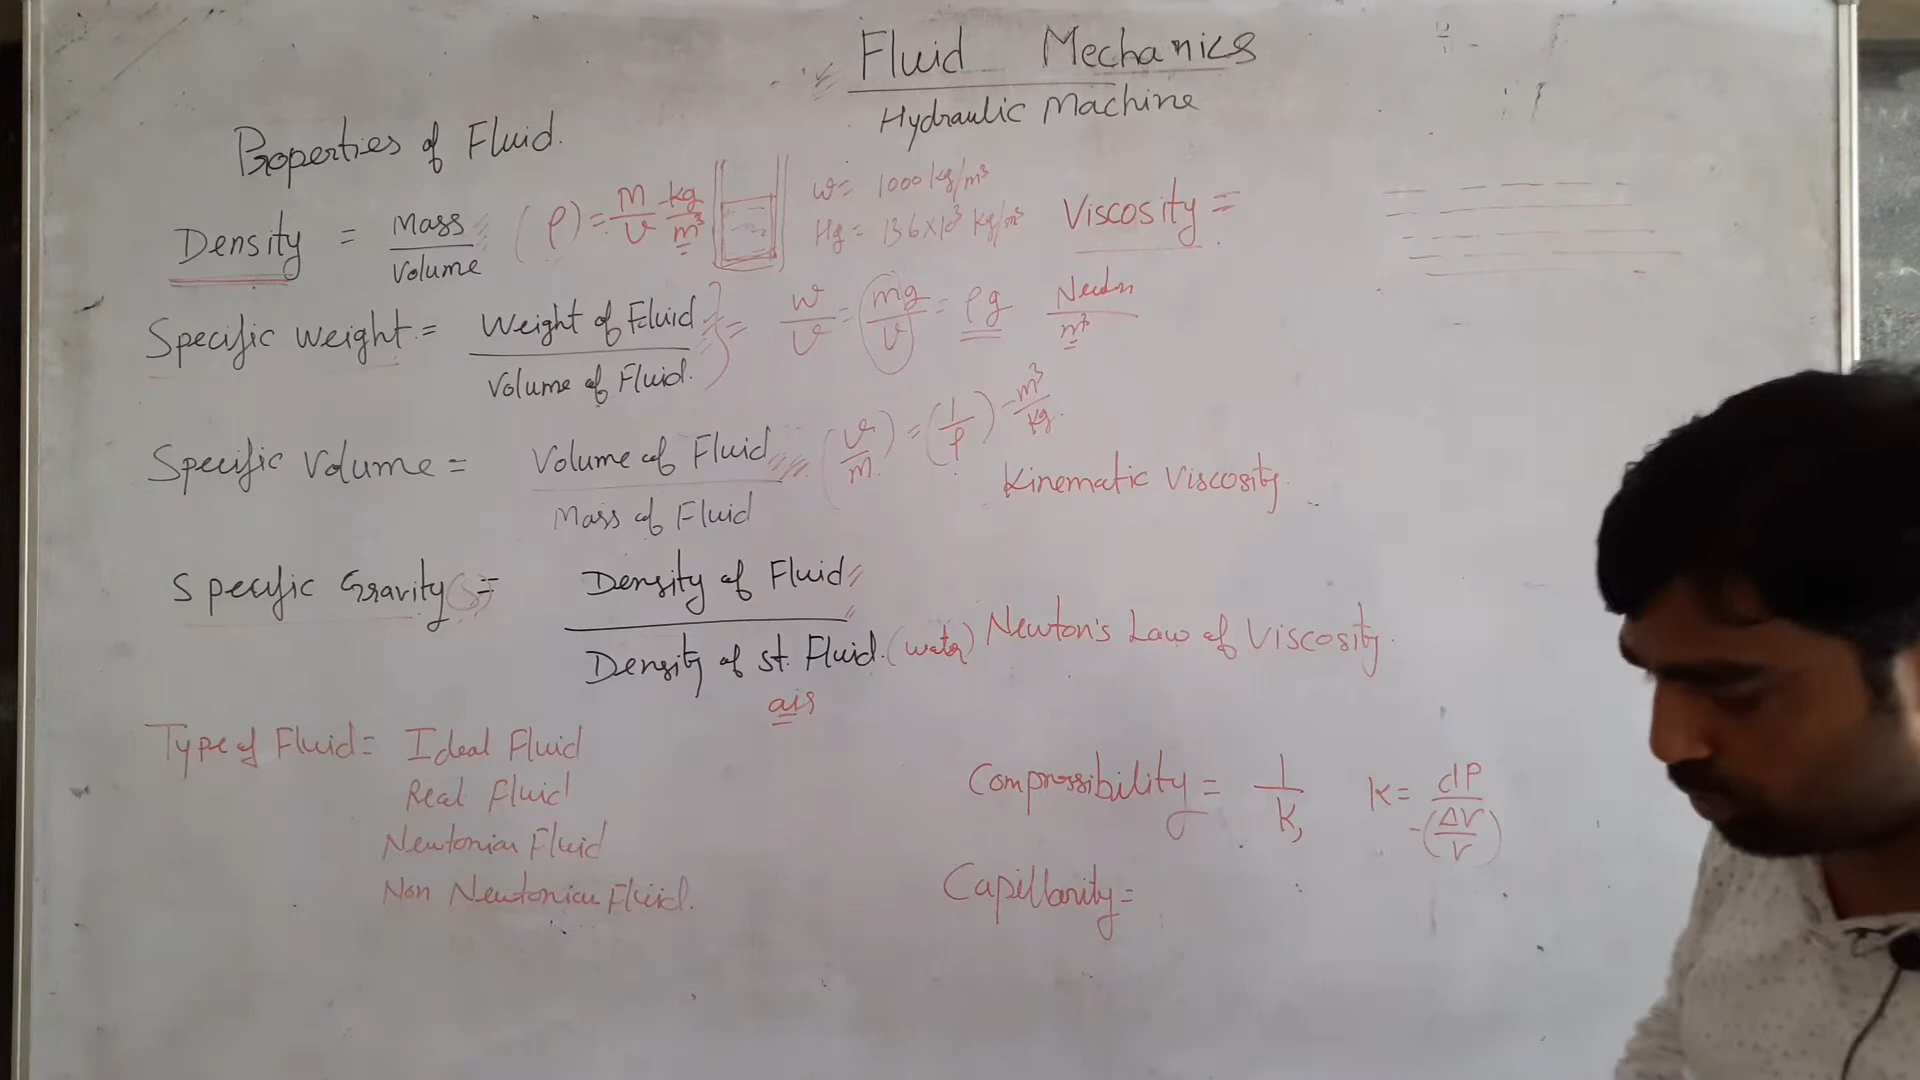 Fluid Mechanics
Hydraulic Machine
Properties of Fluid.
Density = Mass / Volume (ρ) = M/v kg/m³
w = 1000 kg/m³
Hg = 13.6×10³ kg/m³
Viscosity =
Specific Weight = Weight of Fluid / Volume of Fluid. = w/v = mg/v = ρg Newton/m³
Specific Volume = Volume of Fluid / Mass of Fluid (v/m) = (1/ρ) - m³/kg.
Kinematic Viscosity.
Specific Gravity (S) = Density of Fluid / Density of st. Fluid. (water)
air
Newton's Law of Viscosity.
Type of Fluid = Ideal Fluid
Real Fluid
Newtonian Fluid
Non Newtonian Fluid.
Compressibility = 1/K, K = dP/-(ΔV/V)
Capillarity =